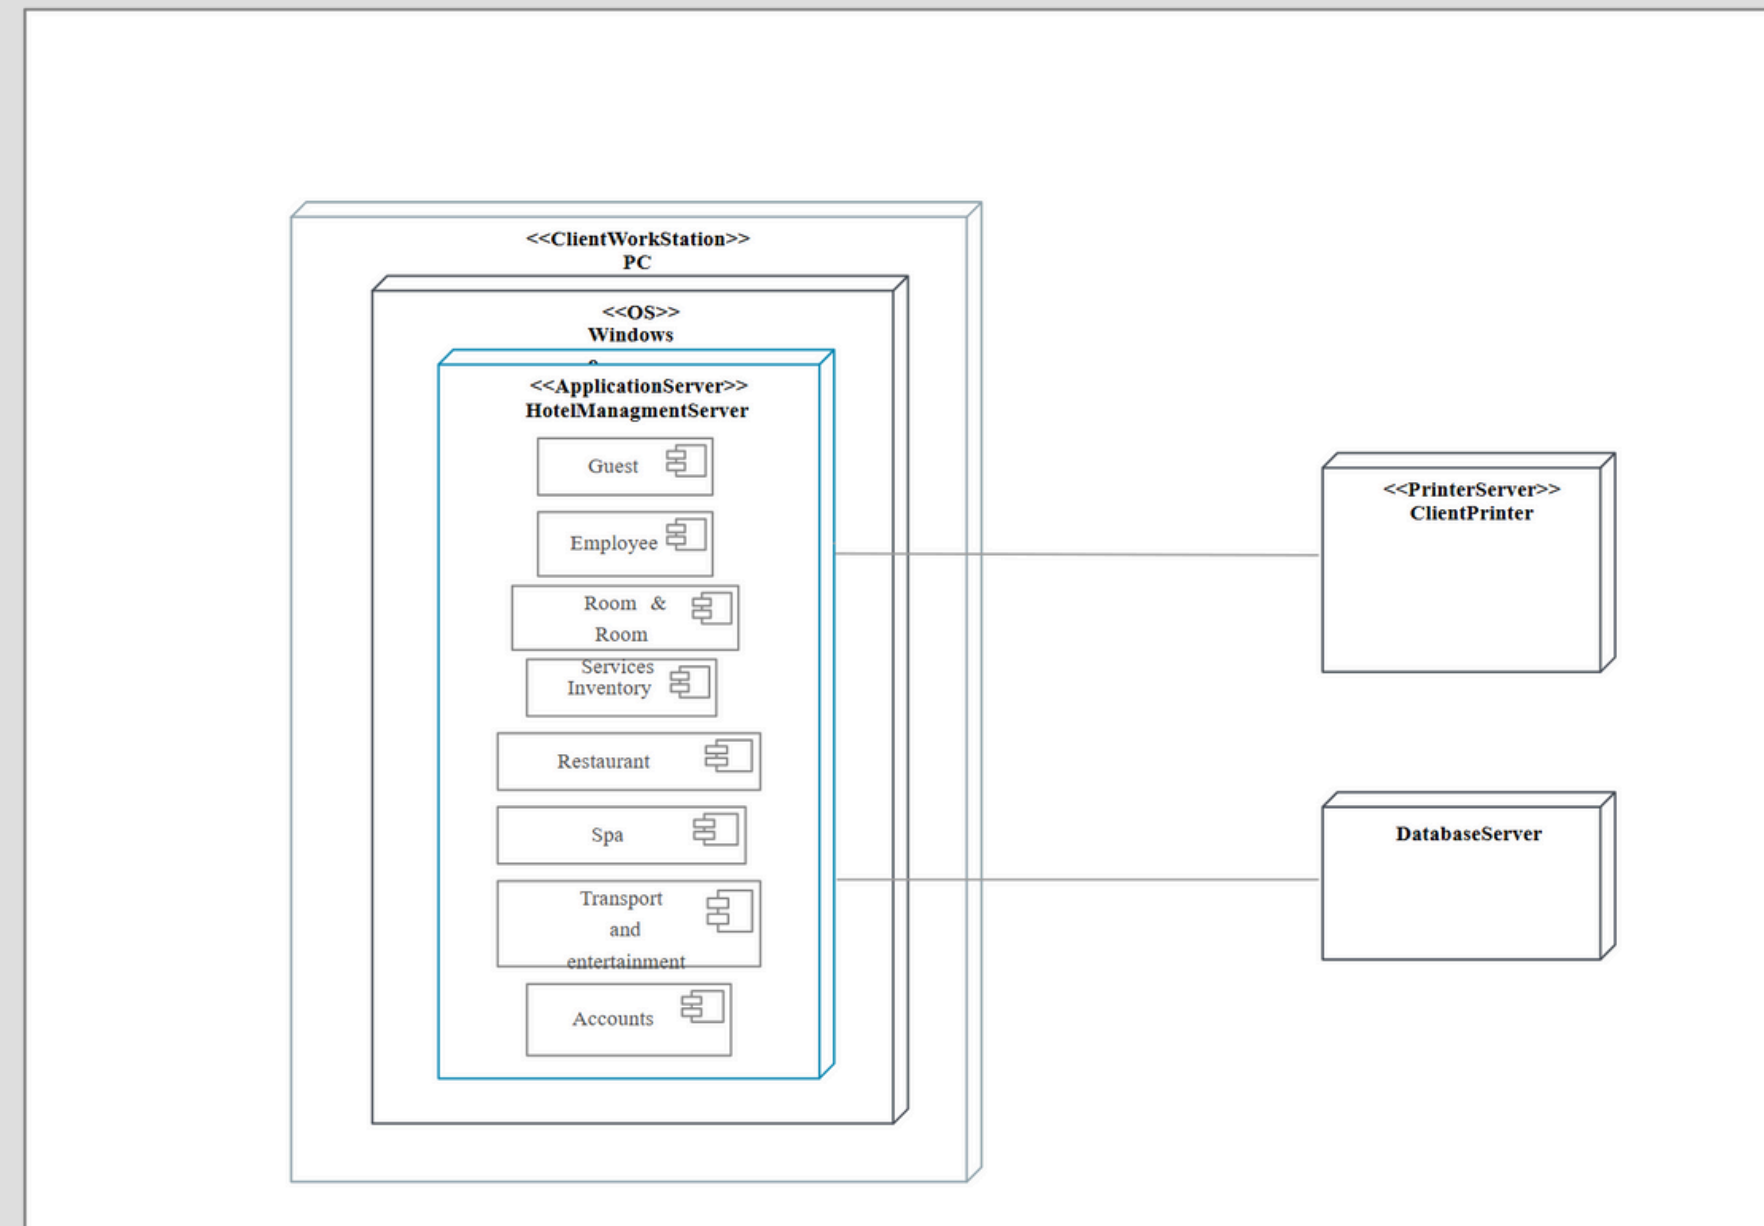 <<ClientWorkStation>>
PC
<<OS>>
Windows
<<ApplicationServer>>
HotelManagmentServer
Guest
Employee
Room & 
Room
Services
Inventory
Restaurant
Spa
Transport
and
entertainment
Accounts
<<PrinterServer>>
ClientPrinter
DatabaseServer